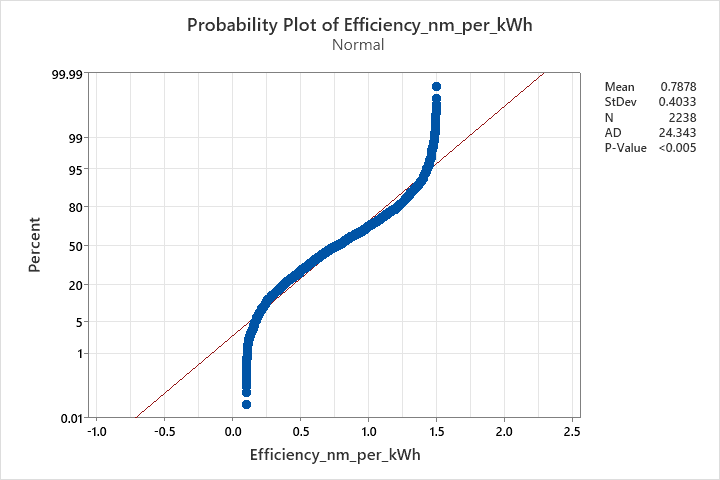 Probability Plot of Efficiency_nm_per_kWh
Normal
99.99
99
95
80
50
20
5
1
0.01
Percent
-1.0 -0.5 0.0 0.5 1.0 1.5 2.0 2.5
Efficiency_nm_per_kWh
Mean 0.7878
StDev 0.4033
N 2238
AD 24.343
P-Value <0.005